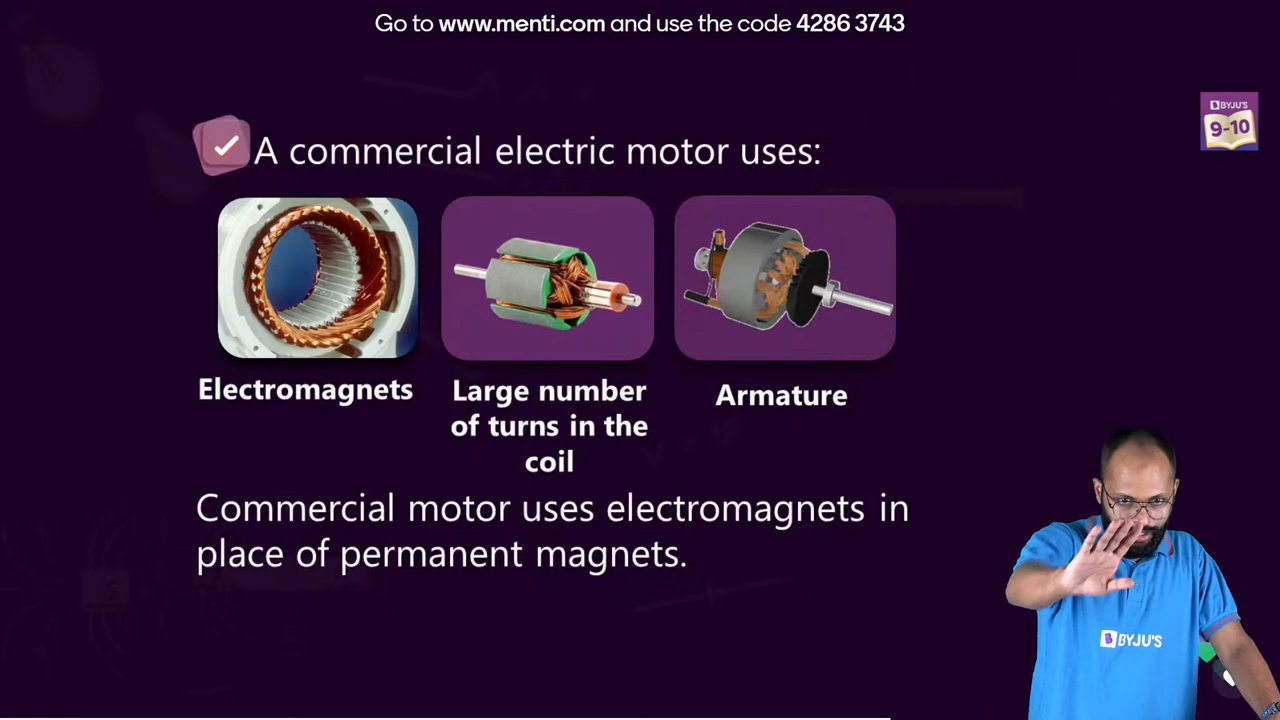 Go to www.menti.com and use the code 4286 3743
BYJU'S
9-10
A commercial electric motor uses:
Electromagnets
Large number
of turns in the
coil
Armature
Commercial motor uses electromagnets in
place of permanent magnets.
BYJU'S